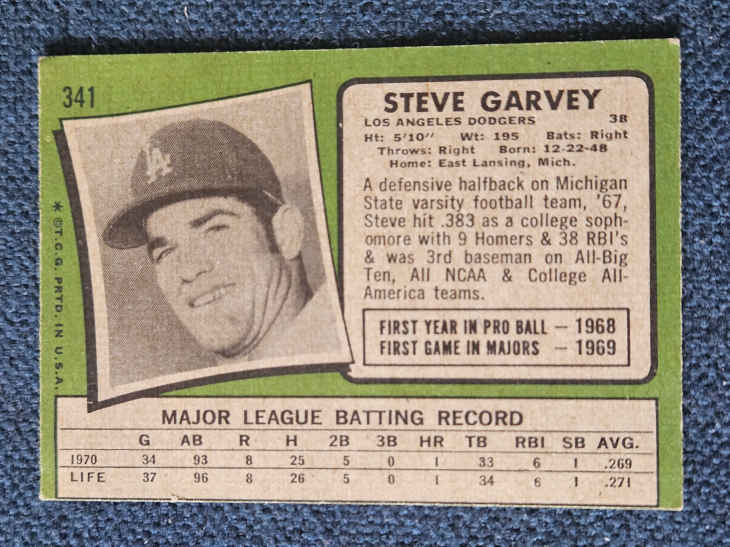 341
LA
* © T.C.G. PRTD. IN U.S.A.
STEVE GARVEY
LOS ANGELES DODGERS 3B
Ht: 5'10" Wt: 195 Bats: Right
Throws: Right Born: 12-22-48
Home: East Lansing, Mich.
A defensive halfback on Michigan
State varsity football team, '67,
Steve hit .383 as a college soph-
omore with 9 Homers & 38 RBI's
& was 3rd baseman on All-Big
Ten, All NCAA & College All-
America teams.
FIRST YEAR IN PRO BALL — 1968
FIRST GAME IN MAJORS — 1969
MAJOR LEAGUE BATTING RECORD
G AB R H 2B 3B HR TB RBI SB AVG.
1970 34 93 8 25 5 0 1 33 6 1 .269
LIFE 37 96 8 26 5 0 1 34 6 1 .271